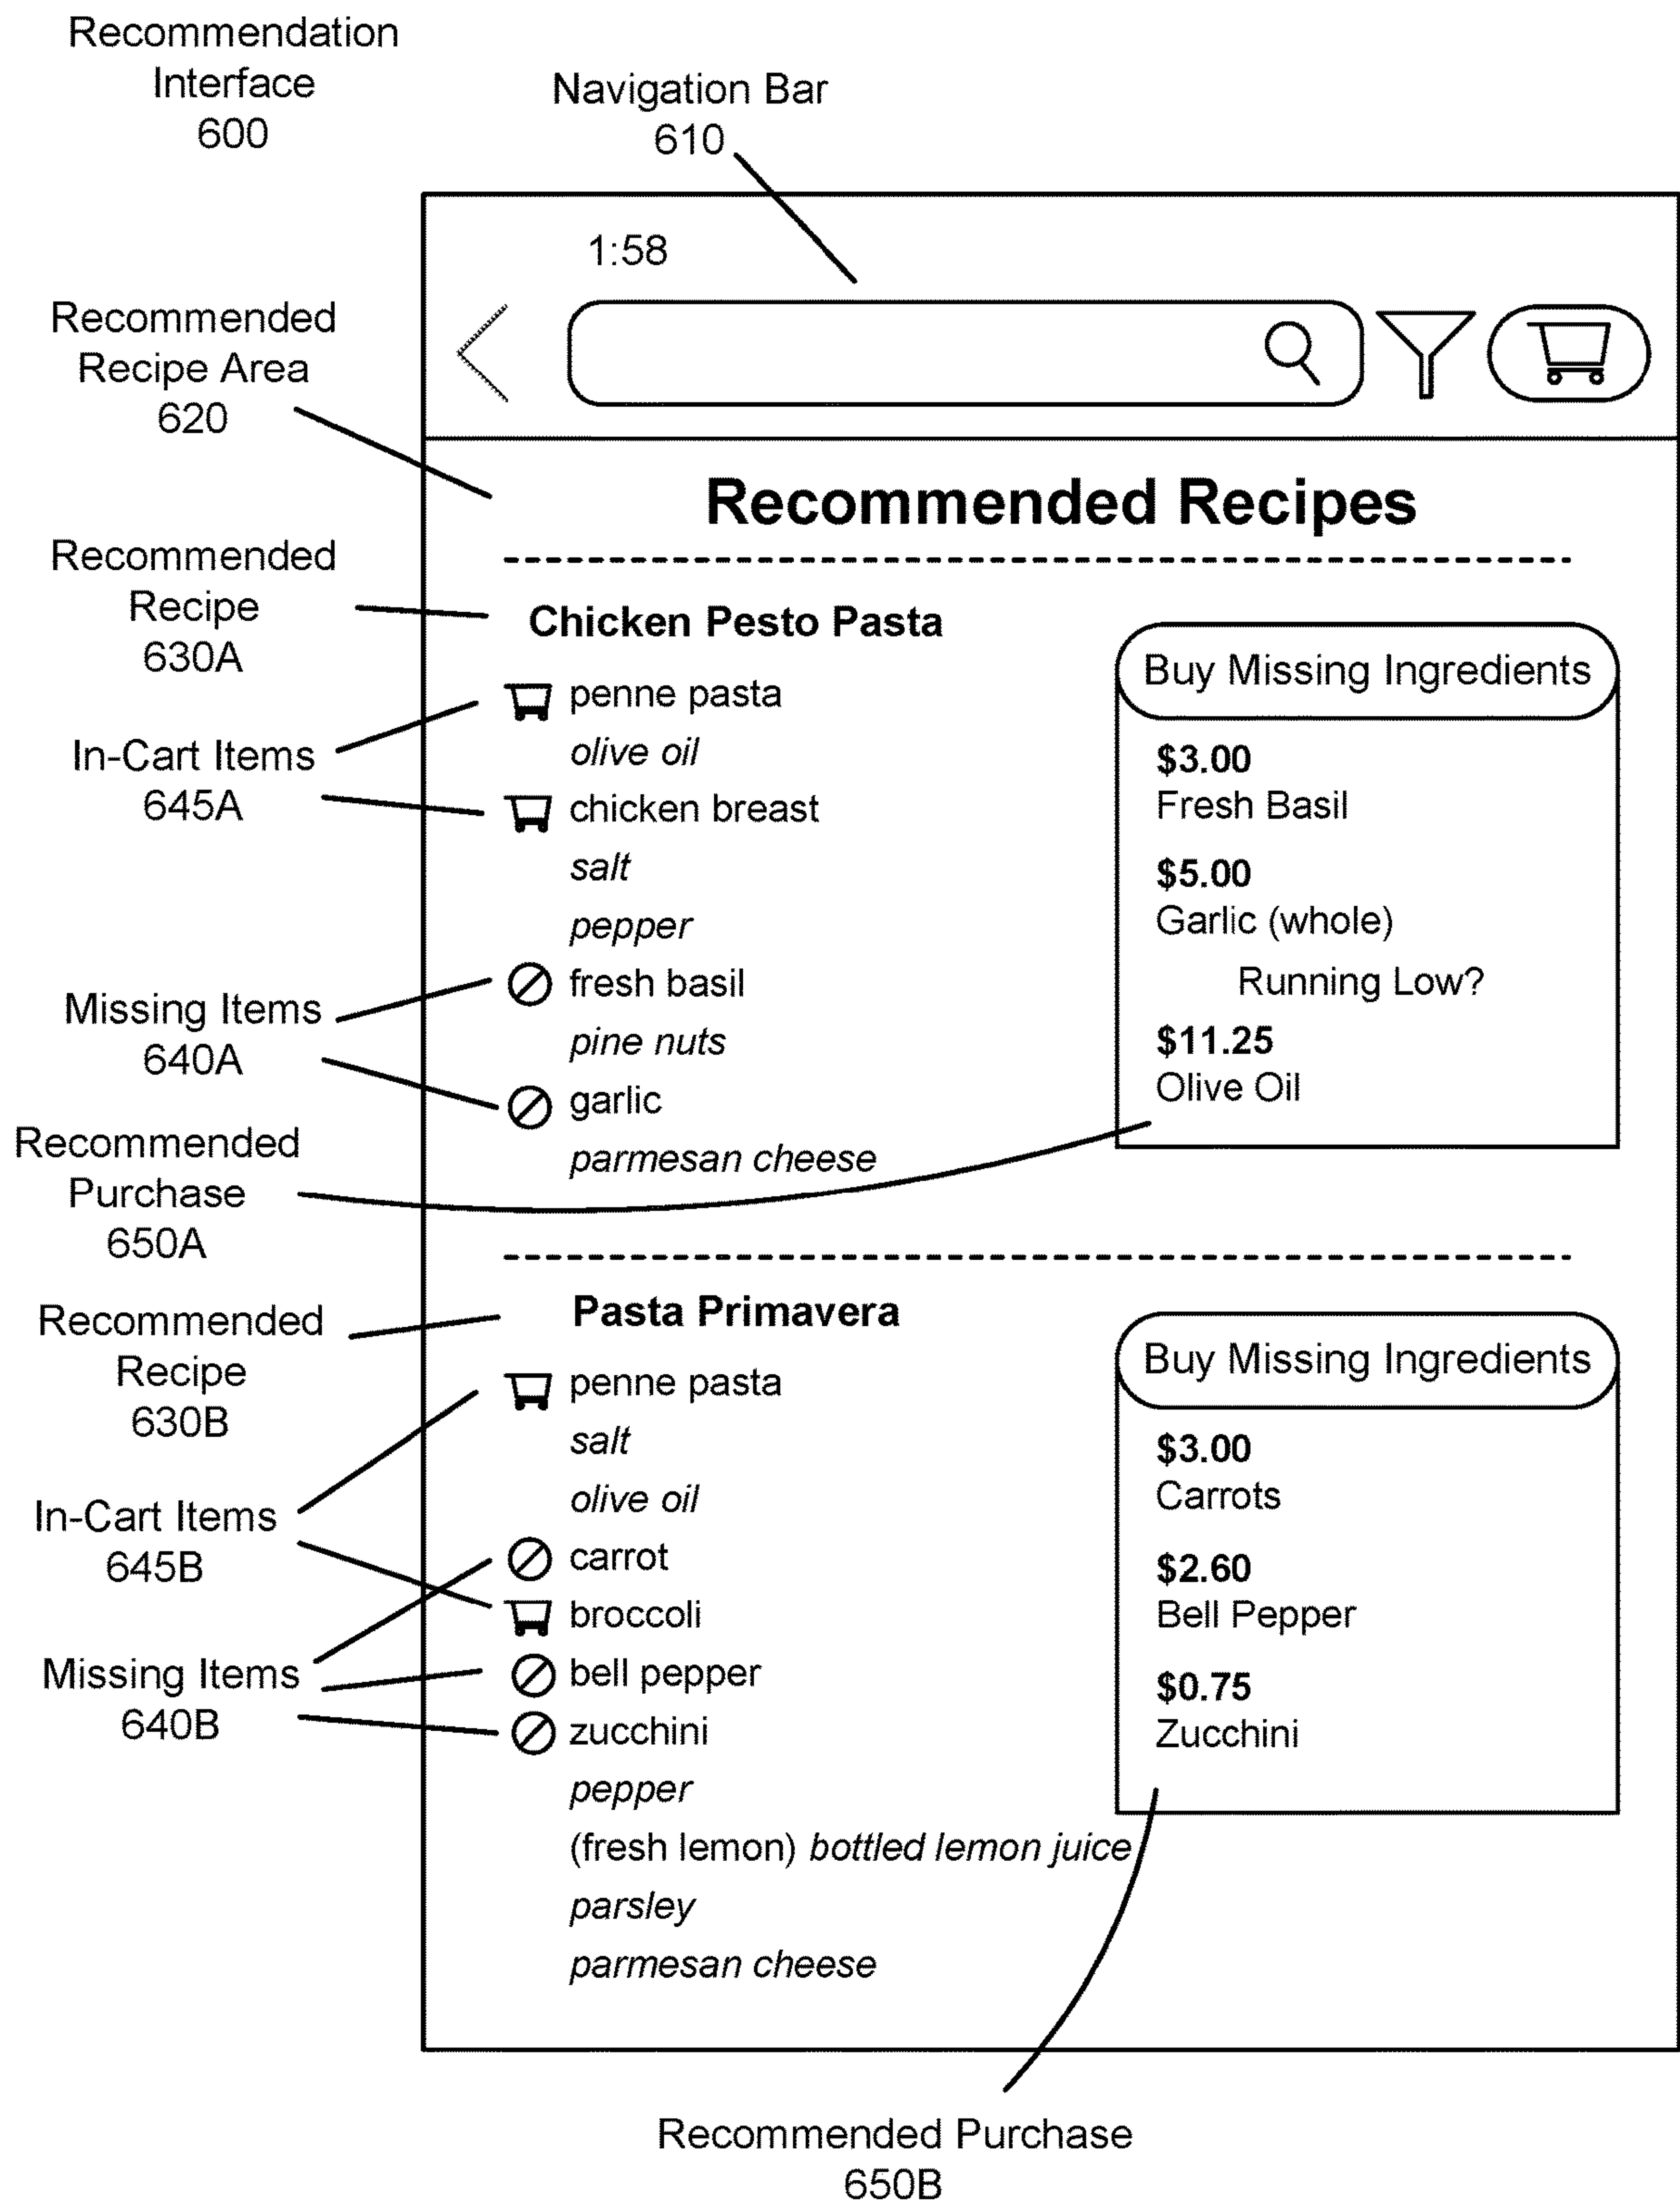 Recommendation
Interface
600
Navigation Bar
610
1:58
Recommended
Recipe Area
620
Recommended Recipes
Recommended
Recipe
630A
Chicken Pesto Pasta
In-Cart Items
645A
penne pasta
olive oil
chicken breast
salt
pepper
fresh basil
pine nuts
garlic
parmesan cheese
Missing Items
640A
Buy Missing Ingredients
$3.00
Fresh Basil
$5.00
Garlic (whole)
Running Low?
$11.25
Olive Oil
Recommended
Purchase
650A
Recommended
Recipe
630B
Pasta Primavera
In-Cart Items
645B
penne pasta
salt
olive oil
carrot
broccoli
bell pepper
zucchini
pepper
(fresh lemon) bottled lemon juice
parsley
parmesan cheese
Missing Items
640B
Buy Missing Ingredients
$3.00
Carrots
$2.60
Bell Pepper
$0.75
Zucchini
Recommended Purchase
650B